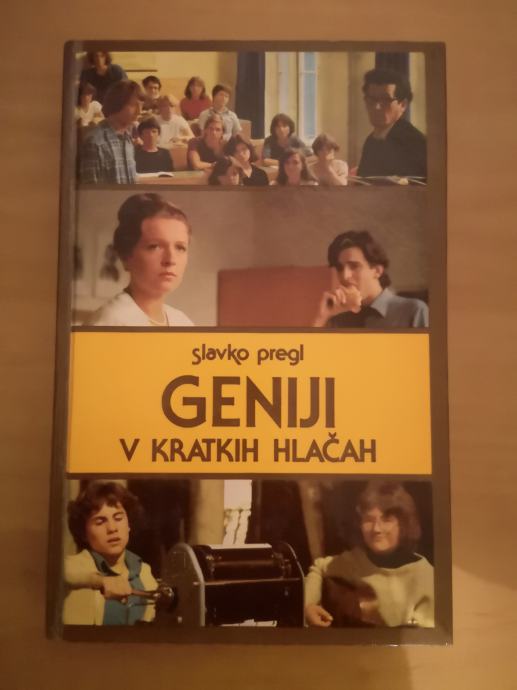 slavko pregl
GENIJI
V KRATKIH HLAČAH